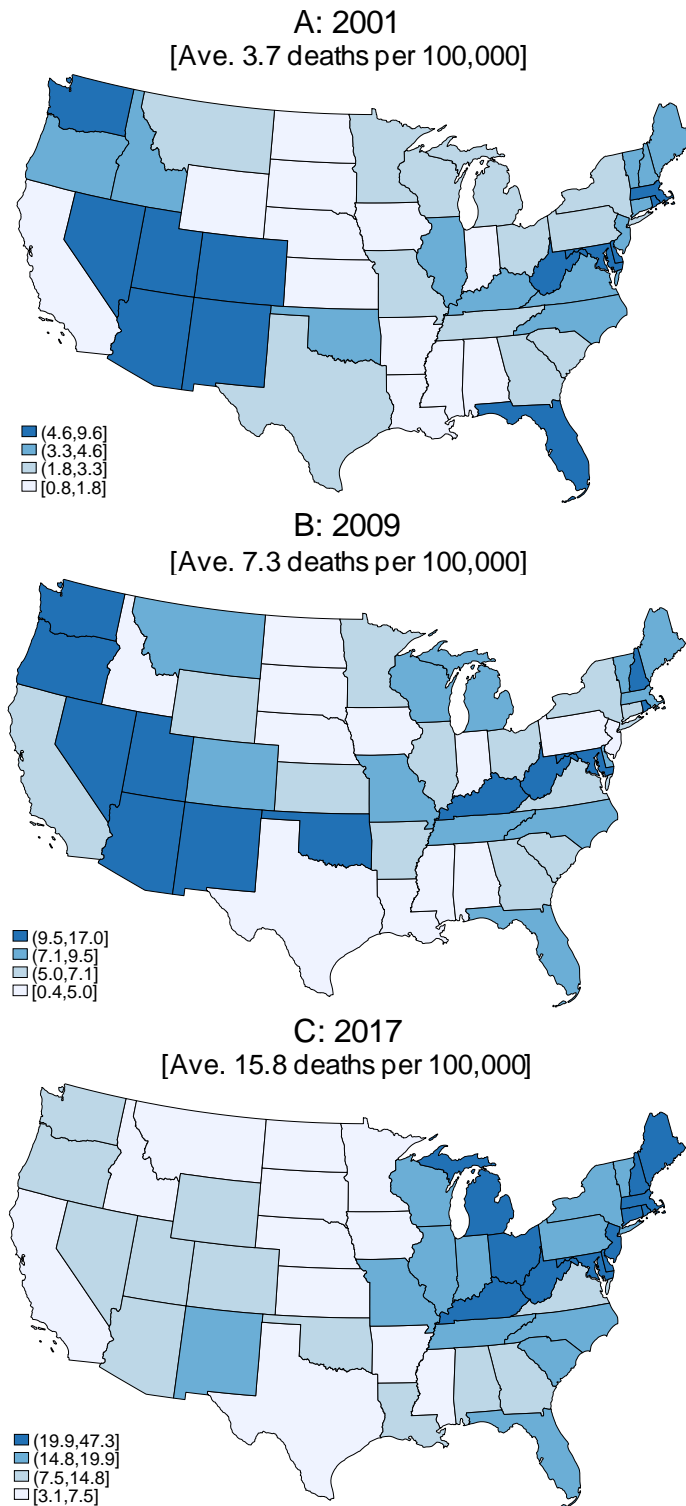 A: 2001
[Ave. 3.7 deaths per 100,000]
(4.6,9.6]
(3.3,4.6]
(1.8,3.3]
[0.8,1.8]
B: 2009
[Ave. 7.3 deaths per 100,000]
(9.5,17.0]
(7.1,9.5]
(5.0,7.1]
[0.4,5.0]
C: 2017
[Ave. 15.8 deaths per 100,000]
(19.9,47.3]
(14.8,19.9]
(7.5,14.8]
[3.1,7.5]